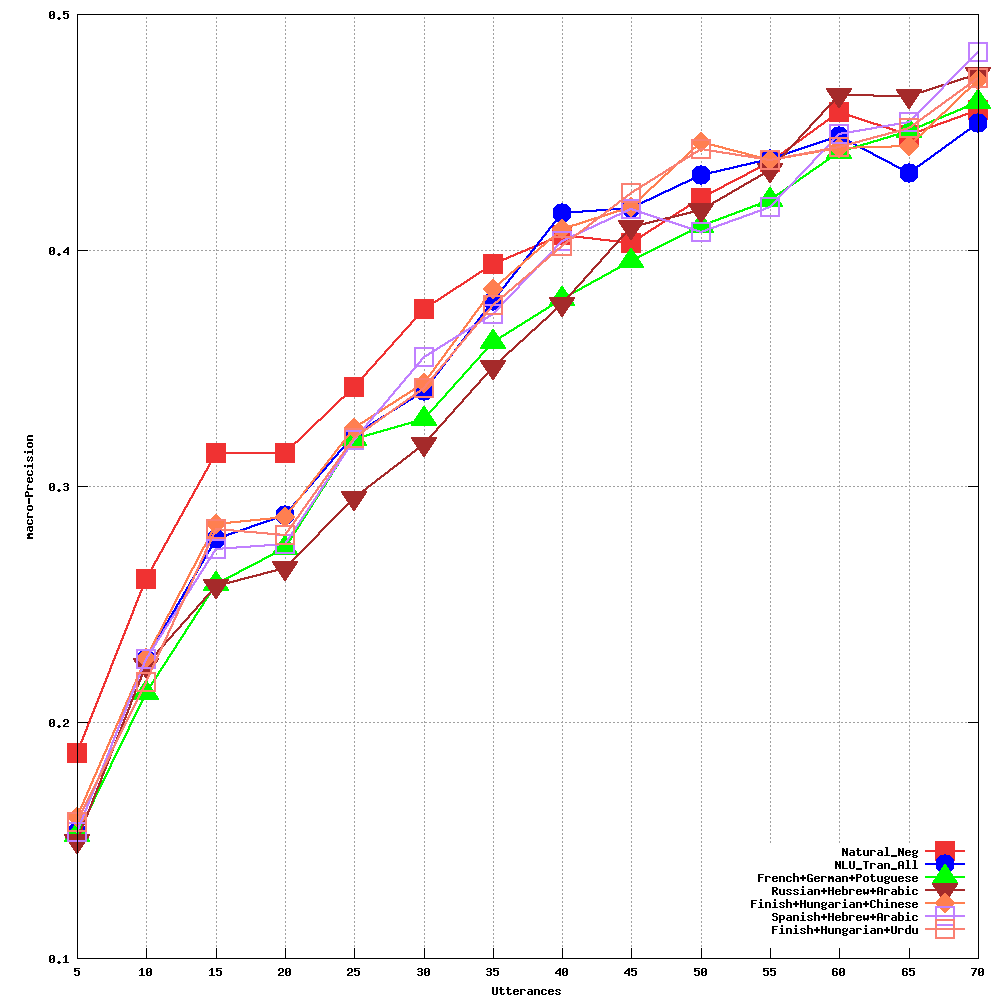 0.5
0.4
0.3
0.2
0.1
macro-Precision
Natural_Neg
NLU_Tran_All
French+German+Potuguese
Russian+Hebrew+Arabic
Finish+Hungarian+Chinese
Spanish+Hebrew+Arabic
Finish+Hungarian+Urdu
5 10 15 20 25 30 35 40 45 50 55 60 65 70
Utterances